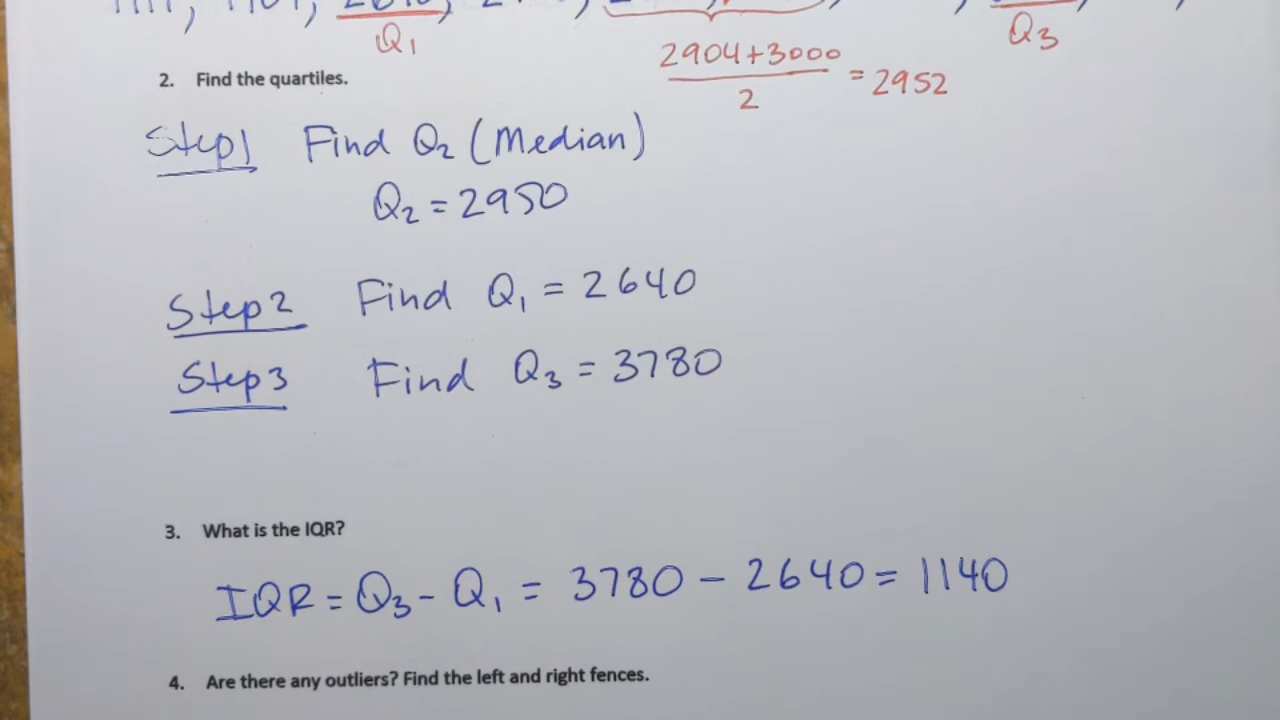 Q1
Q3
2904+3000
2
= 2952
2. Find the quartiles.
Step1 Find Q2 (Median)
Q2 = 2950
Step2 Find Q1 = 2640
Step3 Find Q3 = 3780
3. What is the IQR?
IQR = Q3 - Q1 = 3780 - 2640 = 1140
4. Are there any outliers? Find the left and right fences.